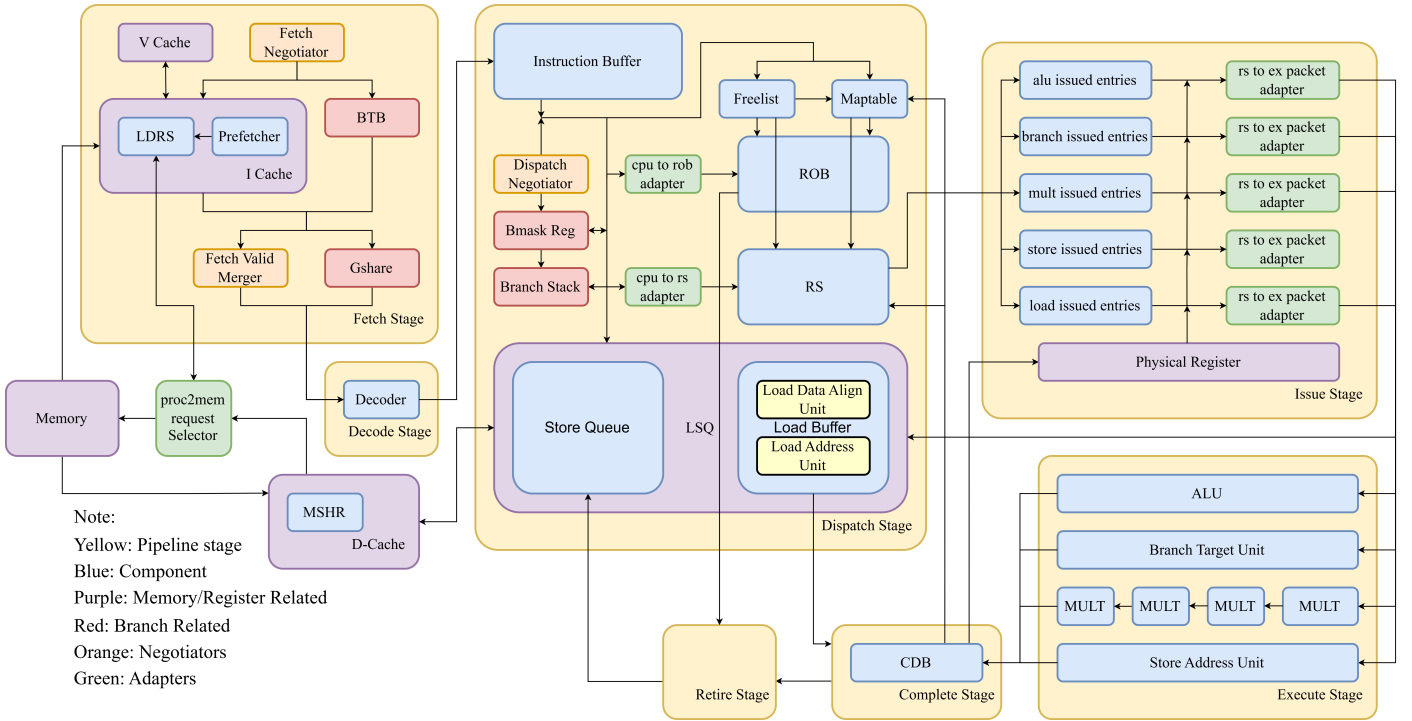 V Cache
Fetch
Negotiator
LDRS
Prefetcher
I Cache
BTB
Fetch Valid
Merger
Gshare
Fetch Stage
Memory
proc2mem
request
Selector
Decoder
Decode Stage
MSHR
D-Cache
Note:
Yellow: Pipeline stage
Blue: Component
Purple: Memory/Register Related
Red: Branch Related
Orange: Negotiators
Green: Adapters
Instruction Buffer
Freelist
Maptable
Dispatch
Negotiator
cpu to rob
adapter
ROB
Bmask Reg
Branch Stack
cpu to rs
adapter
RS
Store Queue
LSQ
Load Data Align
Unit
Load Buffer
Load Address
Unit
Dispatch Stage
alu issued entries
rs to ex packet
adapter
branch issued entries
rs to ex packet
adapter
mult issued entries
rs to ex packet
adapter
store issued entries
rs to ex packet
adapter
load issued entries
rs to ex packet
adapter
Physical Register
Issue Stage
ALU
Branch Target Unit
MULT
MULT
MULT
MULT
Store Address Unit
Execute Stage
CDB
Complete Stage
Retire Stage